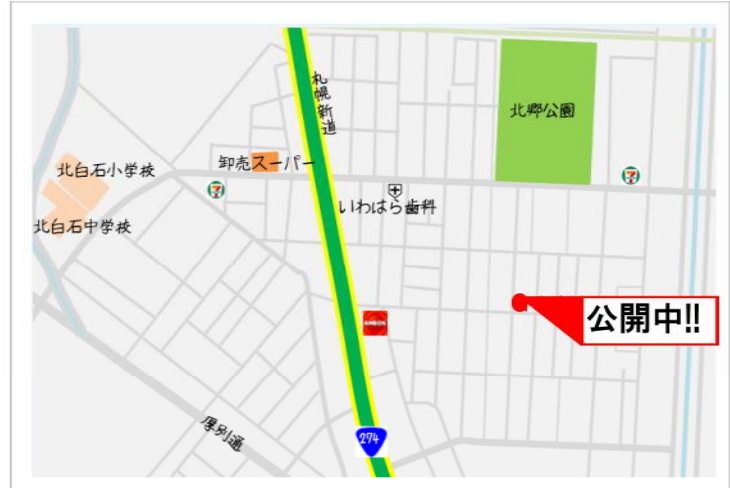 札幌新道
北郷公園
北白石小学校
卸売スーパー
いわはら歯科
北白石中学校
公開中!!
厚別通
274